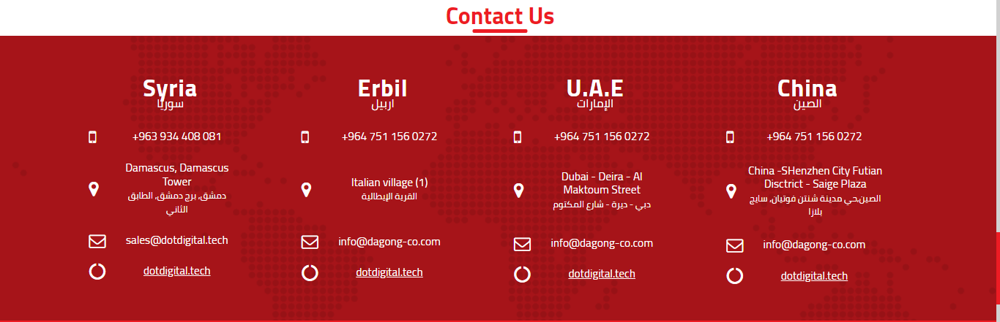 Contact Us
Syria
سوريا
+963 934 408 081
Damascus, Damascus
Tower
دمشق, برج دمشق, الطابق
الثاني
sales@dotdigital.tech
dotdigital.tech
Erbil
اربيل
+964 751 156 0272
Italian village (1)
القرية الإيطالية
info@dagong-co.com
dotdigital.tech
U.A.E
الإمارات
+964 751 156 0272
Dubai - Deira - Al
Maktoum Street
دبي - ديرة - شارع المكتوم
info@dagong-co.com
dotdigital.tech
China
الصين
+964 751 156 0272
China -SHenzhen City Futian
Disctrict - Saige Plaza
الصين,حي مدينة شنتن فوتيان, سايج
بلازا
info@dagong-co.com
dotdigital.tech